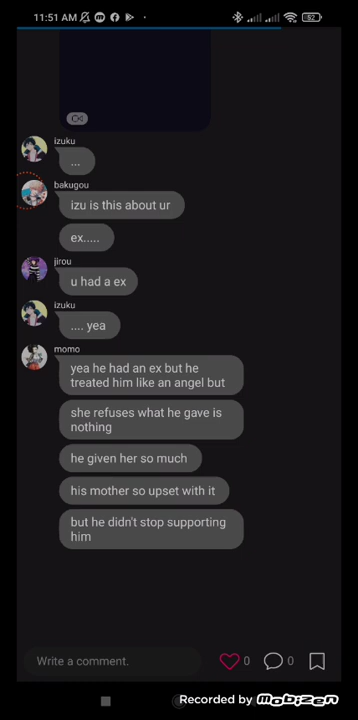 11:51 AM
52
izuku
...
bakugou
izu is this about ur
ex.....
jirou
u had a ex
izuku
.... yea
momo
yea he had an ex but he
treated him like an angel but
she refuses what he gave is
nothing
he given her so much
his mother so upset with it
but he didn't stop supporting
him
Write a comment.
0
0
Recorded by mobizen